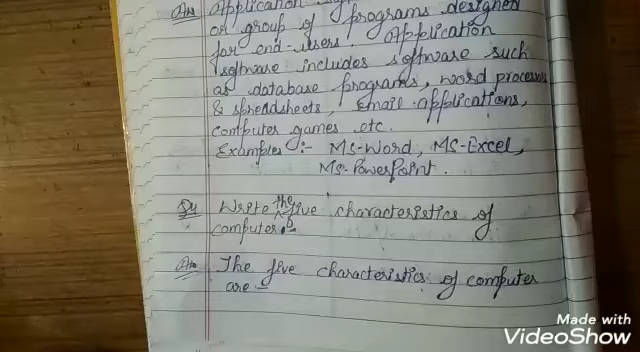 Ans Application
or group of programs designed
for end-users. Application
software includes software such
as database programs, word processors
& spreadsheets, email applications,
computer games etc.
Examples :- MS-Word, MS-Excel,
MS-PowerPoint.
Q4 Write the five characteristics of
computer.
Ans The five characteristics of computer
are :-
Made with
VideoShow